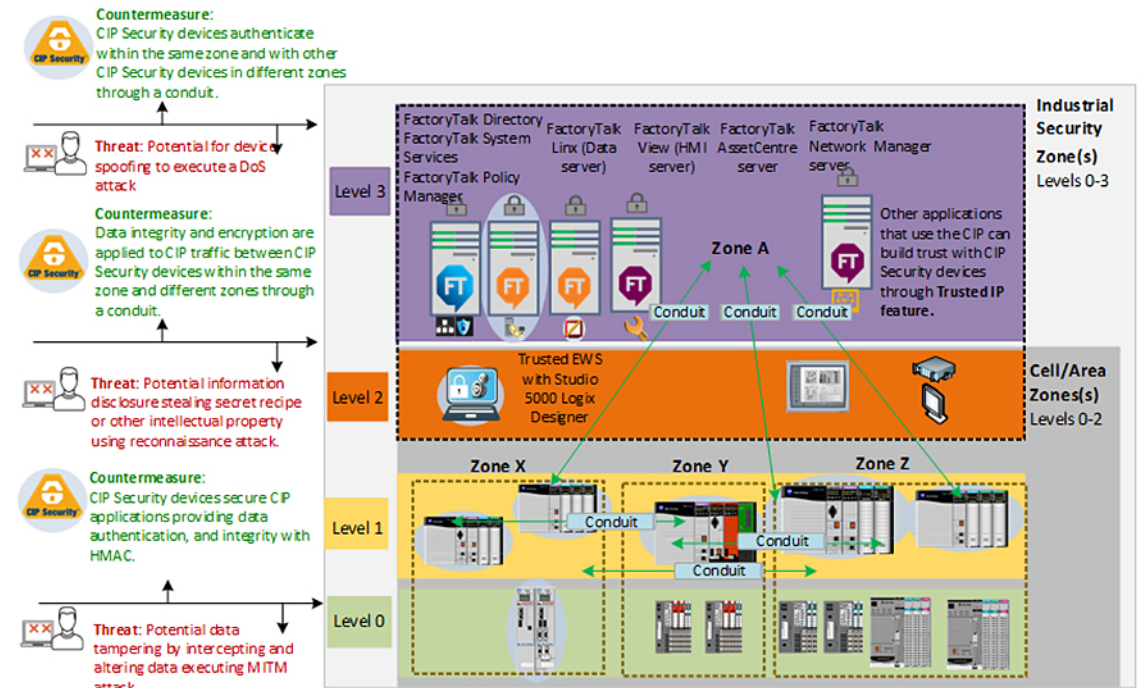 Countermeasure:
CIP Security devices authenticate
within the same zone and with other
CIP Security devices in different zones
through a conduit.
CIP Security
Threat: Potential for device
spoofing to execute a DoS
attack
Countermeasure:
Data integrity and encryption are
applied to CIP traffic between CIP
Security devices within the same
zone and different zones through
a conduit.
CIP Security
Threat: Potential information
disclosure stealing secret recipe
or other intellectual property
using reconnaissance attack.
Countermeasure:
CIP Security devices secure CIP
applications providing data
authentication, and integrity with
HMAC.
CIP Security
Threat: Potential data
tampering by intercepting and
altering data executing MITM
attack
Industrial
Security
Zone(s)
Levels 0-3
Level 3
FactoryTalk Directory
FactoryTalk System
Services
FactoryTalk Policy
Manager
FactoryTalk
Linx (Data
server)
FactoryTalk
View (HMI
server)
FactoryTalk
AssetCentre
server
FactoryTalk
Network Manager
server
FT
FT
FT
FT
FT
Zone A
Other applications
that use the CIP can
build trust with CIP
Security devices
through Trusted IP
feature.
Conduit
Conduit
Conduit
Level 2
Trusted EWS
with Studio
5000 Logix
Designer
Cell/Area
Zones(s)
Levels 0-2
Zone X
Zone Y
Zone Z
Level 1
Conduit
Conduit
Conduit
Level 0